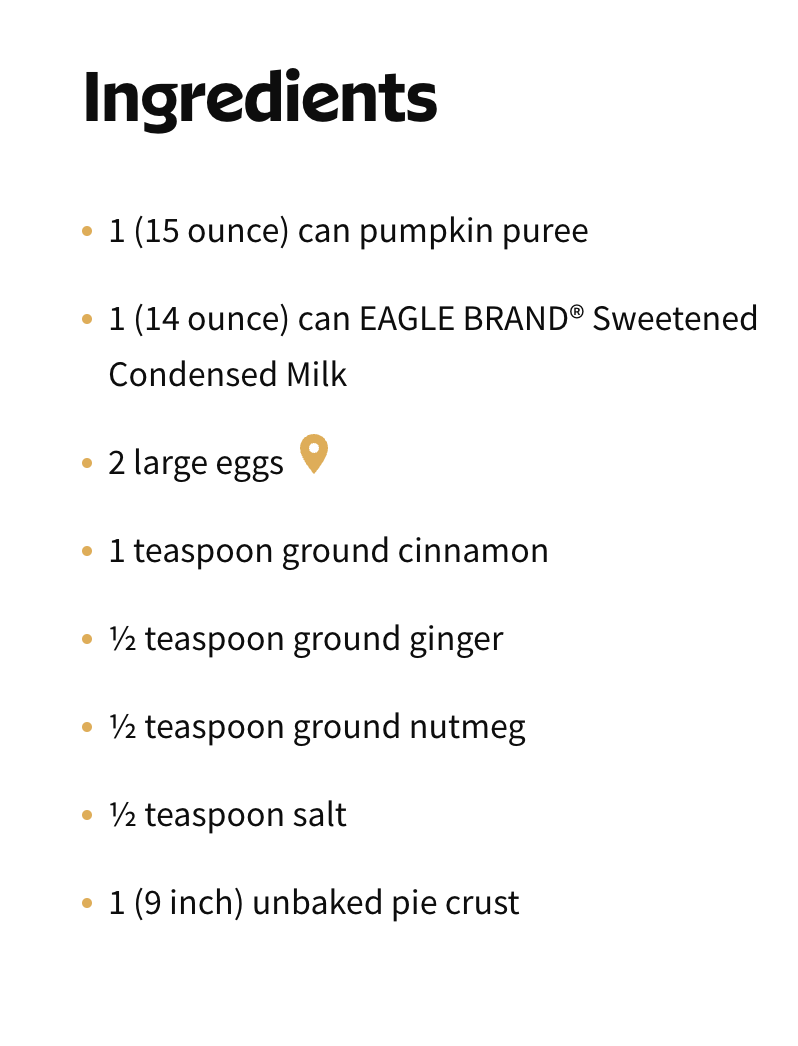 Ingredients
1 (15 ounce) can pumpkin puree
1 (14 ounce) can EAGLE BRAND® Sweetened
Condensed Milk
2 large eggs
1 teaspoon ground cinnamon
½ teaspoon ground ginger
½ teaspoon ground nutmeg
½ teaspoon salt
1 (9 inch) unbaked pie crust